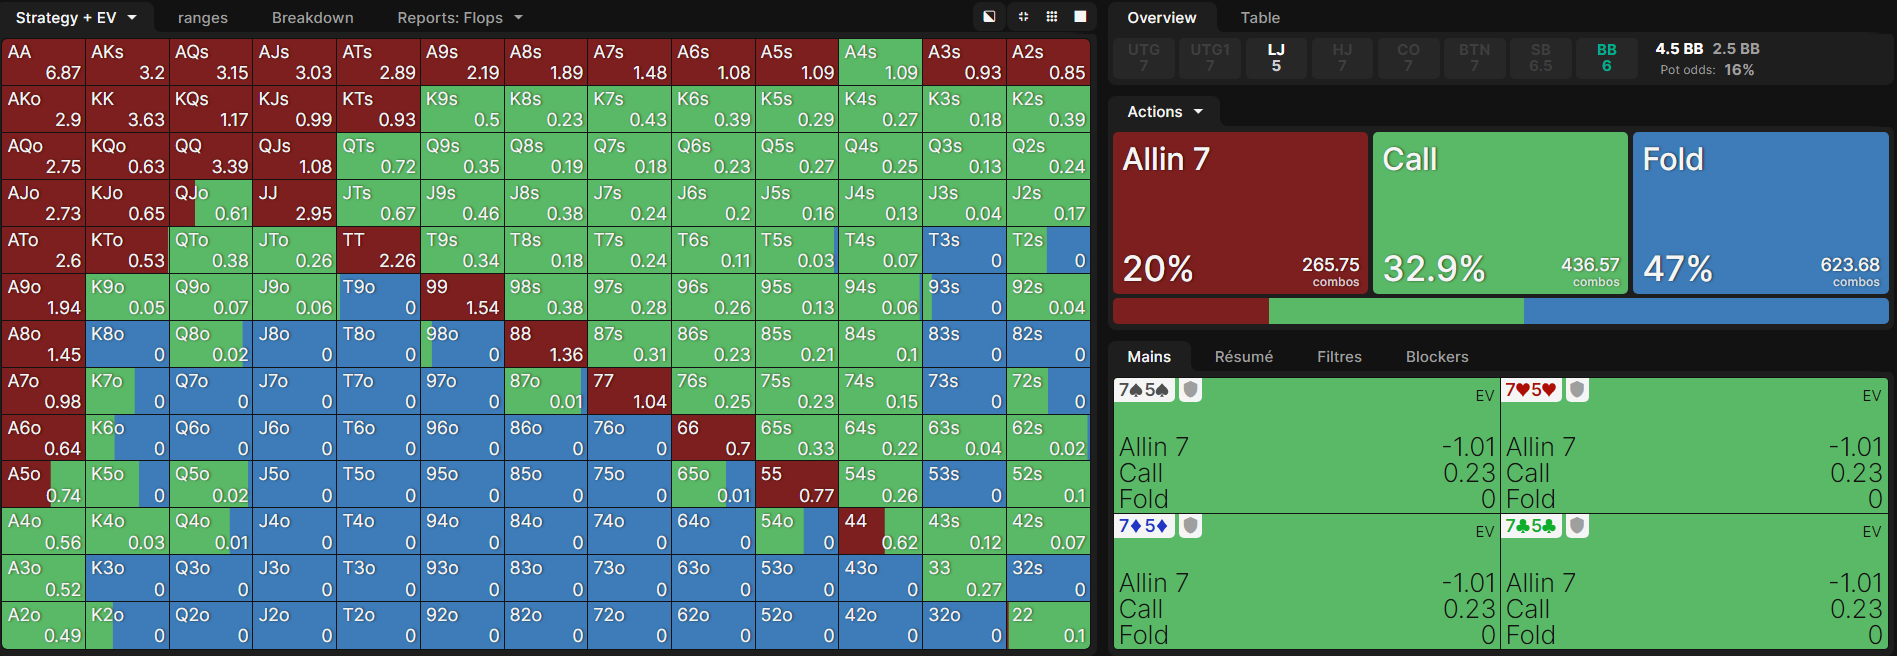 Strategy + EV ranges Breakdown Reports: Flops
AA AKs AQs AJs ATs A9s A8s A7s A6s A5s A4s A3s A2s
6.87 3.2 3.15 3.03 2.89 2.19 1.89 1.48 1.08 1.09 1.09 0.93 0.85
AKo KK KQs KJs KTs K9s K8s K7s K6s K5s K4s K3s K2s
2.9 3.63 1.17 0.99 0.93 0.5 0.23 0.43 0.39 0.29 0.27 0.18 0.39
AQo KQo QQ QJs QTs Q9s Q8s Q7s Q6s Q5s Q4s Q3s Q2s
2.75 0.63 3.39 1.08 0.72 0.35 0.19 0.18 0.23 0.27 0.25 0.13 0.24
AJo KJo QJo JJ JTs J9s J8s J7s J6s J5s J4s J3s J2s
2.73 0.65 0.61 2.95 0.67 0.46 0.38 0.24 0.2 0.16 0.13 0.04 0.17
ATo KTo QTo JTo TT T9s T8s T7s T6s T5s T4s T3s T2s
2.6 0.53 0.38 0.26 2.26 0.34 0.18 0.24 0.11 0.03 0.07 0 0
A9o K9o Q9o J9o T9o 99 98s 97s 96s 95s 94s 93s 92s
1.94 0.05 0.07 0.06 0 1.54 0.38 0.28 0.26 0.13 0.06 0 0.04
A8o K8o Q8o J8o T8o 98o 88 87s 86s 85s 84s 83s 82s
1.45 0 0.02 0 0 0 1.36 0.31 0.23 0.21 0.1 0 0
A7o K7o Q7o J7o T7o 97o 87o 77 76s 75s 74s 73s 72s
0.98 0 0 0 0 0 0.01 1.04 0.25 0.23 0.15 0 0
A6o K6o Q6o J6o T6o 96o 86o 76o 66 65s 64s 63s 62s
0.64 0 0 0 0 0 0 0 0.7 0.33 0.22 0.04 0.02
A5o K5o Q5o J5o T5o 95o 85o 75o 65o 55 54s 53s 52s
0.74 0 0.02 0 0 0 0 0 0.01 0.77 0.26 0 0.1
A4o K4o Q4o J4o T4o 94o 84o 74o 64o 54o 44 43s 42s
0.56 0.03 0.01 0 0 0 0 0 0 0 0.62 0.12 0.07
A3o K3o Q3o J3o T3o 93o 83o 73o 63o 53o 43o 33 32s
0.52 0 0 0 0 0 0 0 0 0 0 0.27 0
A2o K2o Q2o J2o T2o 92o 82o 72o 62o 52o 42o 32o 22
0.49 0 0 0 0 0 0 0 0 0 0 0 0.1
Overview Table
UTG UTG1 LJ HJ CO BTN SB BB 4.5 BB 2.5 BB
7 7 5 7 7 7 6.5 6 Pot odds: 16%
Actions
Allin 7 Call Fold
20% 265.75 combos 32.9% 436.57 combos 47% 623.68 combos
Mains Résumé Filtres Blockers
7♠5♠ EV 7♥5♥ EV
Allin 7 -1.01 Allin 7 -1.01
Call 0.23 Call 0.23
Fold 0 Fold 0
7♦5♦ EV 7♣5♣ EV
Allin 7 -1.01 Allin 7 -1.01
Call 0.23 Call 0.23
Fold 0 Fold 0